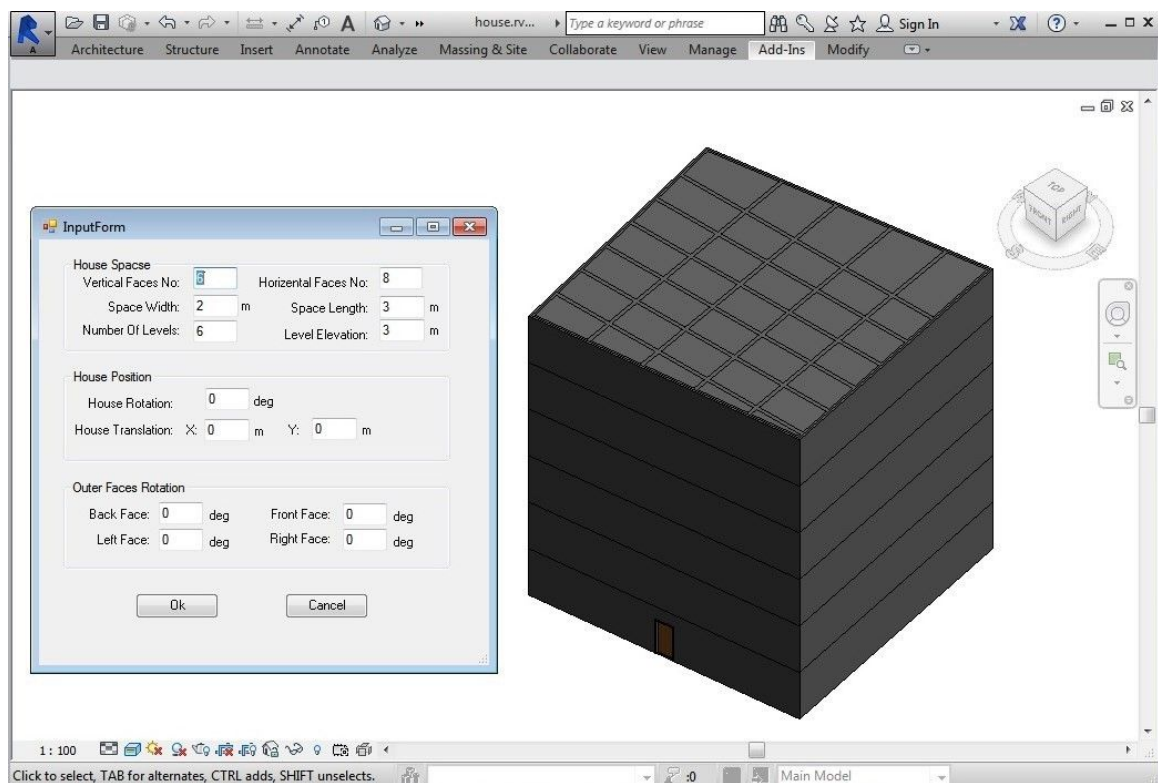 house.rv... Type a keyword or phrase Sign In
A Architecture Structure Insert Annotate Analyze Massing & Site Collaborate View Manage Add-Ins Modify
TOP
FRONT RIGHT
InputForm
House Spacse
Vertical Faces No: 6 Horizental Faces No: 8
Space Width: 2 m Space Length: 3 m
Number Of Levels: 6 Level Elevation: 3 m
House Position
House Rotation: 0 deg
House Translation: X: 0 m Y: 0 m
Outer Faces Rotation
Back Face: 0 deg Front Face: 0 deg
Left Face: 0 deg Right Face: 0 deg
Ok Cancel
1 : 100
Click to select, TAB for alternates, CTRL adds, SHIFT unselects. :0 Main Model